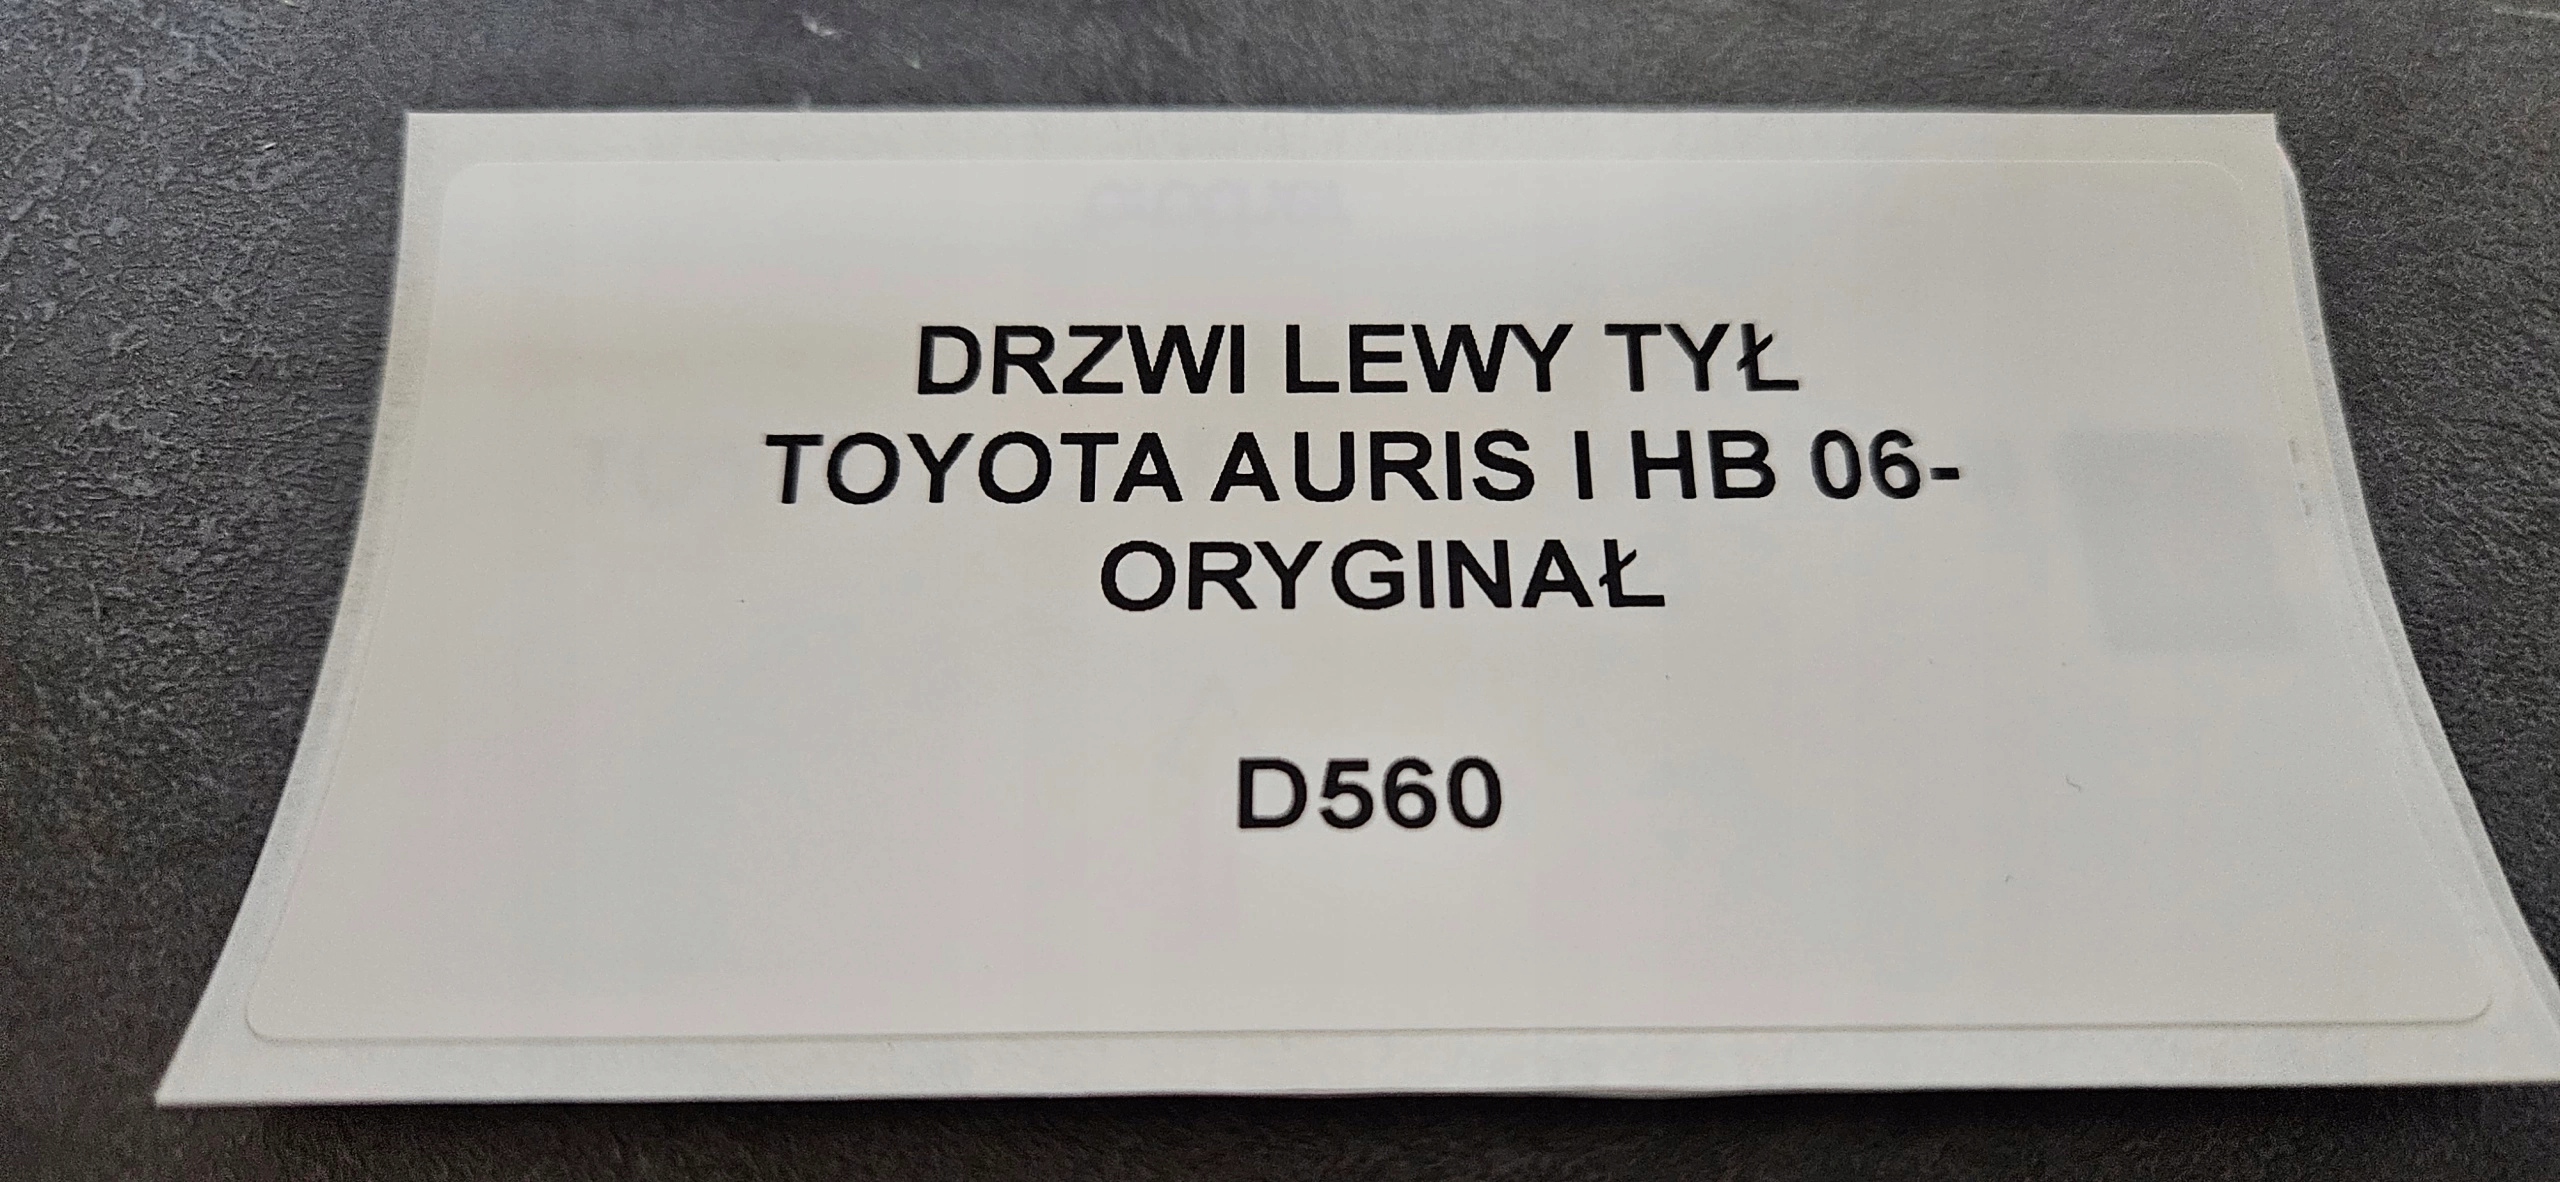 DRZWI LEWY TYŁ
TOYOTA AURIS I HB 06-
ORYGINAŁ
D560